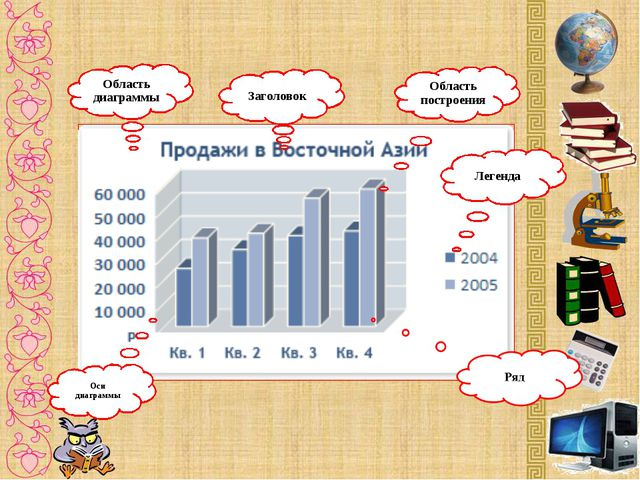 Область
диаграммы
Заголовок
Область
построения
Легенда
Продажи в Восточной Азии
60 000
50 000
40 000
30 000
20 000
10 000
р.
2004
2005
Кв. 1 Кв. 2 Кв. 3 Кв. 4
Оси
диаграммы
Ряд